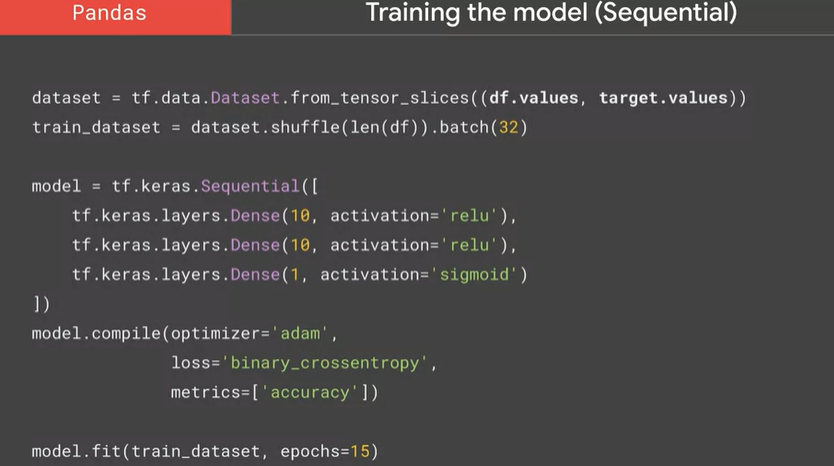 Pandas
Training the model (Sequential)
dataset = tf.data.Dataset.from_tensor_slices((df.values, target.values))
train_dataset = dataset.shuffle(len(df)).batch(32)
model = tf.keras.Sequential([
    tf.keras.layers.Dense(10, activation='relu'),
    tf.keras.layers.Dense(10, activation='relu'),
    tf.keras.layers.Dense(1, activation='sigmoid')
])
model.compile(optimizer='adam',
              loss='binary_crossentropy',
              metrics=['accuracy'])
model.fit(train_dataset, epochs=15)